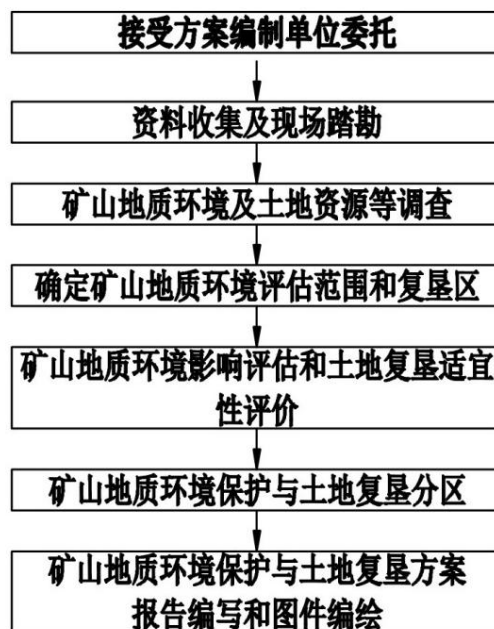 接受方案编制单位委托
资料收集及现场踏勘
矿山地质环境及土地资源等调查
确定矿山地质环境评估范围和复垦区
矿山地质环境影响评估和土地复垦适宜
性评价
矿山地质环境保护与土地复垦分区
矿山地质环境保护与土地复垦方案
报告编写和图件编绘